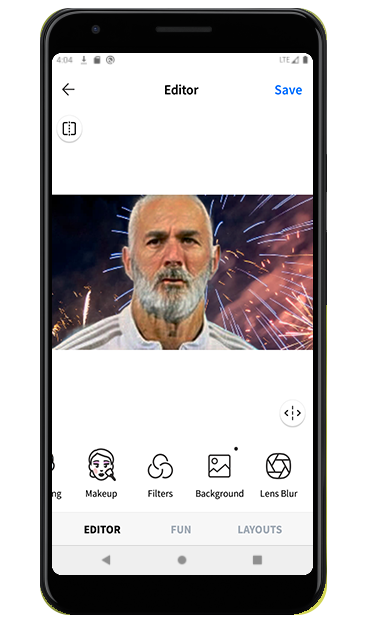 4:04 LTE
Editor Save
ng Makeup Filters Background Lens Blur
EDITOR FUN LAYOUTS